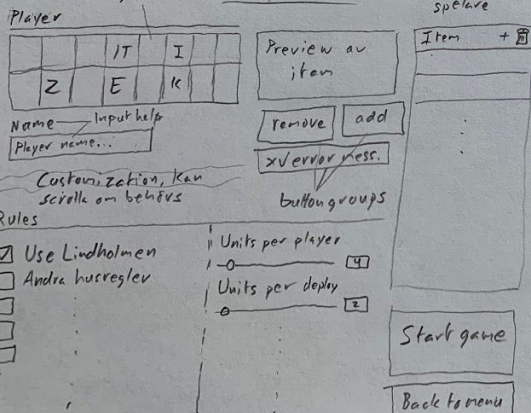 Player
IT I
Z E K
Name Input help
Player name...
Customization, kan
scrolla om behövs
Preview av
item
remove
add
x√ error mess.
button groups
spelare
Item +
Rules
Use Lindholmen
Andra husregler
Units per player
4
Units per deploy
2
Start game
Back to menu